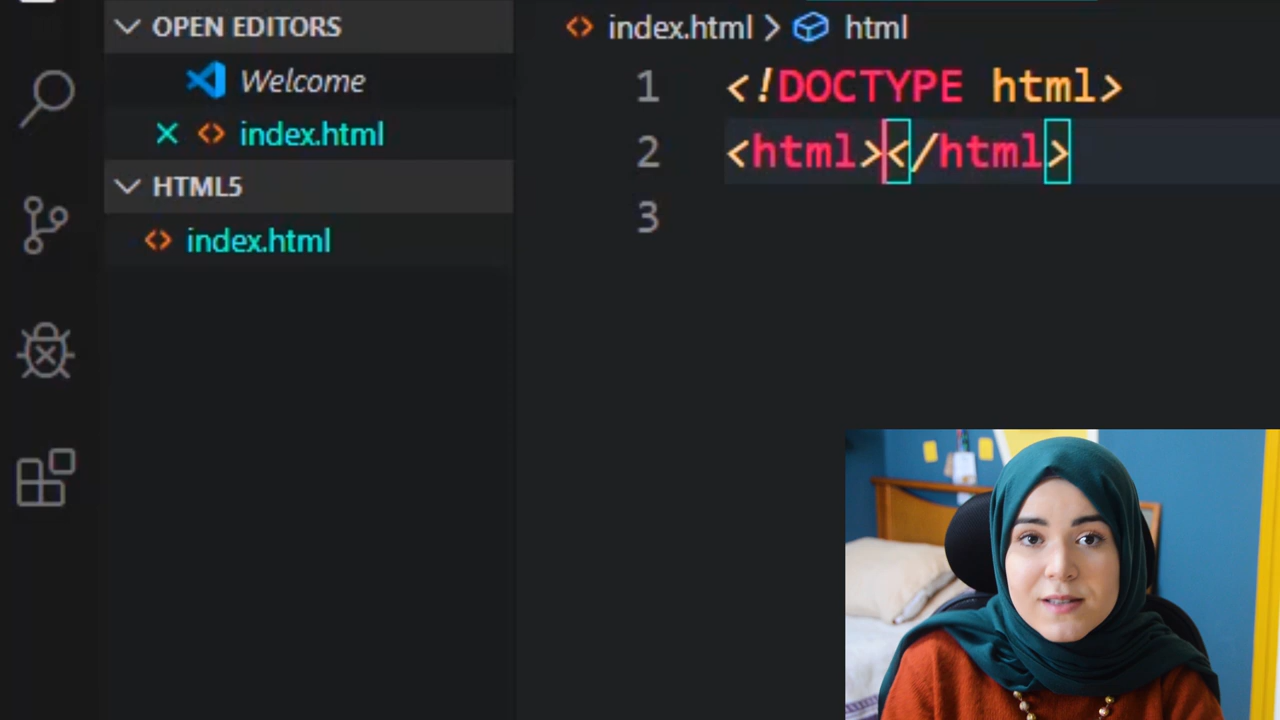 OPEN EDITORS
Welcome
index.html
HTML5
index.html
index.html > html
1 <!DOCTYPE html>
2 <html></html>
3